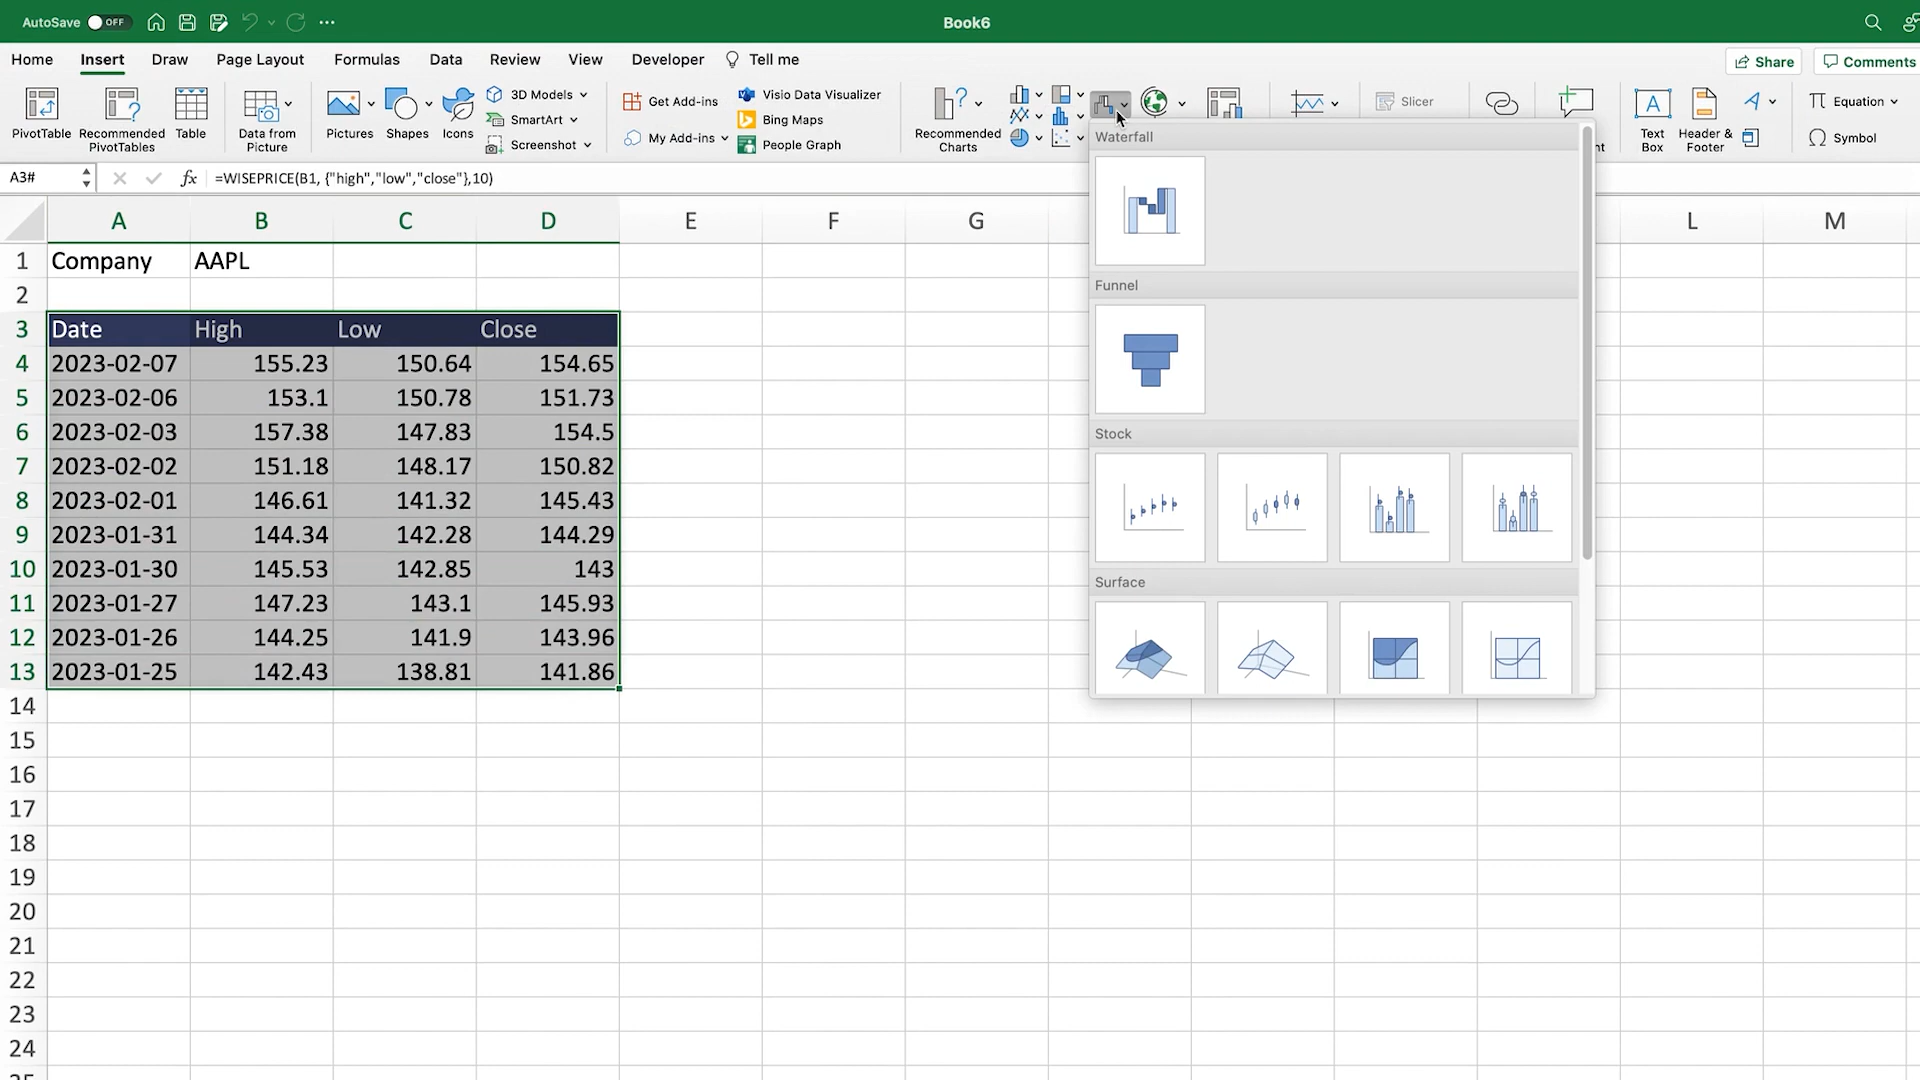 AutoSave OFF Book6
Home Insert Draw Page Layout Formulas Data Review View Developer Tell me Share Comments
PivotTable
Recommended
PivotTables
Table
Data from
Picture
Pictures
Shapes
Icons
3D Models
SmartArt
Screenshot
Get Add-ins
My Add-ins
Visio Data Visualizer
Bing Maps
People Graph
Recommended
Charts
Slicer
A
Text
Box
Header &
Footer
A
Equation
Symbol
A3# fx =WISEPRICE(B1, {"high","low","close"},10)
Waterfall
Funnel
Stock
Surface
A B C D E F G L M
1 Company AAPL
2
3 Date High Low Close
4 2023-02-07 155.23 150.64 154.65
5 2023-02-06 153.1 150.78 151.73
6 2023-02-03 157.38 147.83 154.5
7 2023-02-02 151.18 148.17 150.82
8 2023-02-01 146.61 141.32 145.43
9 2023-01-31 144.34 142.28 144.29
10 2023-01-30 145.53 142.85 143
11 2023-01-27 147.23 143.1 145.93
12 2023-01-26 144.25 141.9 143.96
13 2023-01-25 142.43 138.81 141.86
14
15
16
17
18
19
20
21
22
23
24